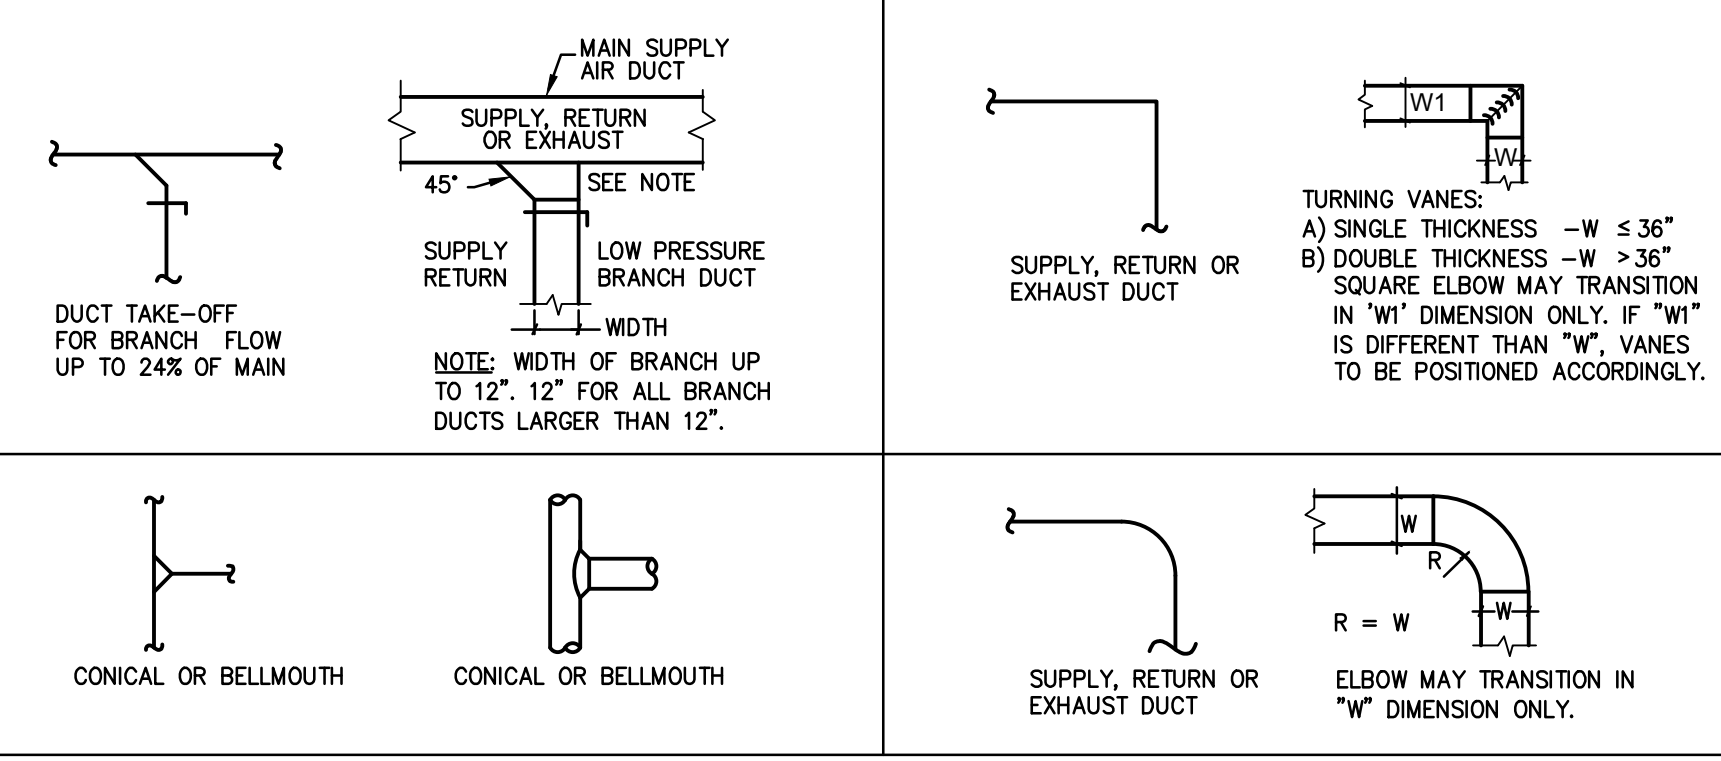 DUCT TAKE-OFF
FOR BRANCH FLOW
UP TO 24% OF MAIN
MAIN SUPPLY
AIR DUCT
SUPPLY, RETURN
OR EXHAUST
45°
SEE NOTE
SUPPLY
RETURN
LOW PRESSURE
BRANCH DUCT
WIDTH
NOTE: WIDTH OF BRANCH UP
TO 12". 12" FOR ALL BRANCH
DUCTS LARGER THAN 12".
SUPPLY, RETURN OR
EXHAUST DUCT
W1
W
TURNING VANES:
A) SINGLE THICKNESS -W ≤ 36"
B) DOUBLE THICKNESS -W > 36"
SQUARE ELBOW MAY TRANSITION
IN 'W1' DIMENSION ONLY. IF "W1"
IS DIFFERENT THAN "W", VANES
TO BE POSITIONED ACCORDINGLY.
CONICAL OR BELLMOUTH
CONICAL OR BELLMOUTH
SUPPLY, RETURN OR
EXHAUST DUCT
W
R
W
R = W
ELBOW MAY TRANSITION IN
"W" DIMENSION ONLY.